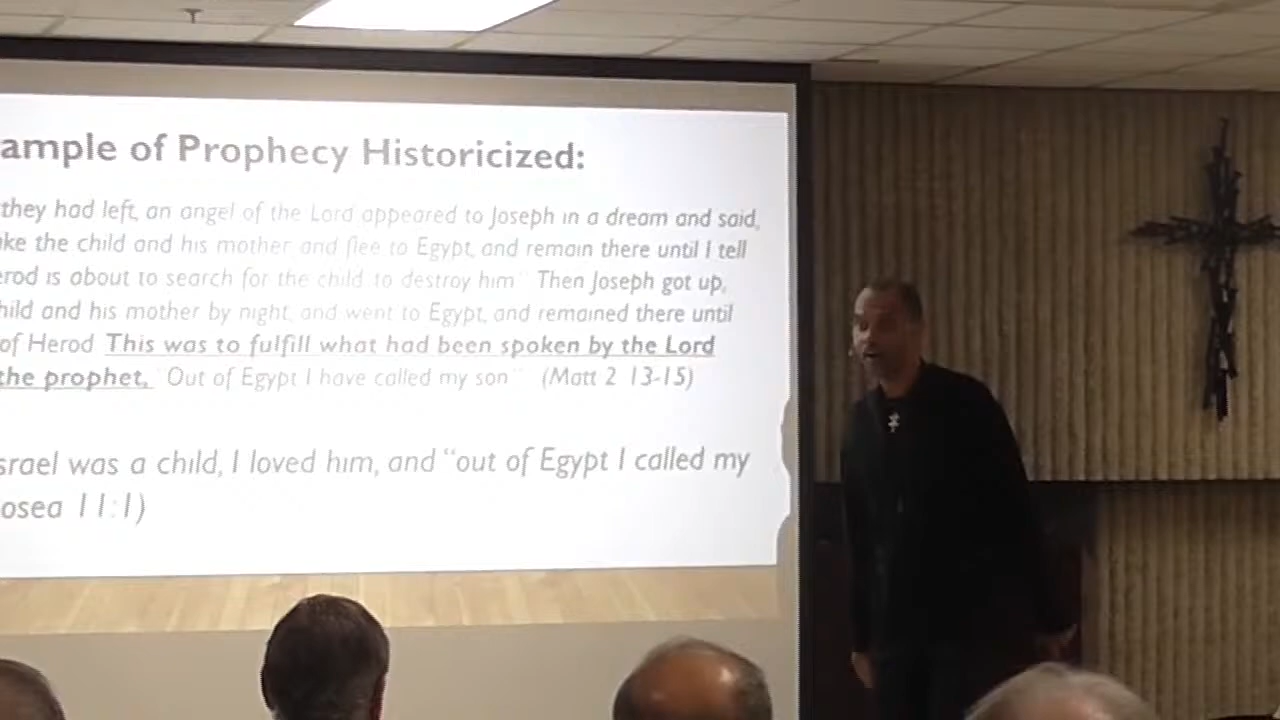 ample of Prophecy Historicized:
they had left, an angel of the Lord appeared to Joseph in a dream and said,
ke the child and his mother and flee to Egypt, and remain there until I tell
erod is about to search for the child to destroy him" Then Joseph got up,
hild and his mother by night, and went to Egypt, and remained there until
of Herod This was to fulfill what had been spoken by the Lord
the prophet, "Out of Egypt I have called my son" (Matt 2 13-15)
srael was a child, I loved him, and "out of Egypt I called my
osea 11:1)